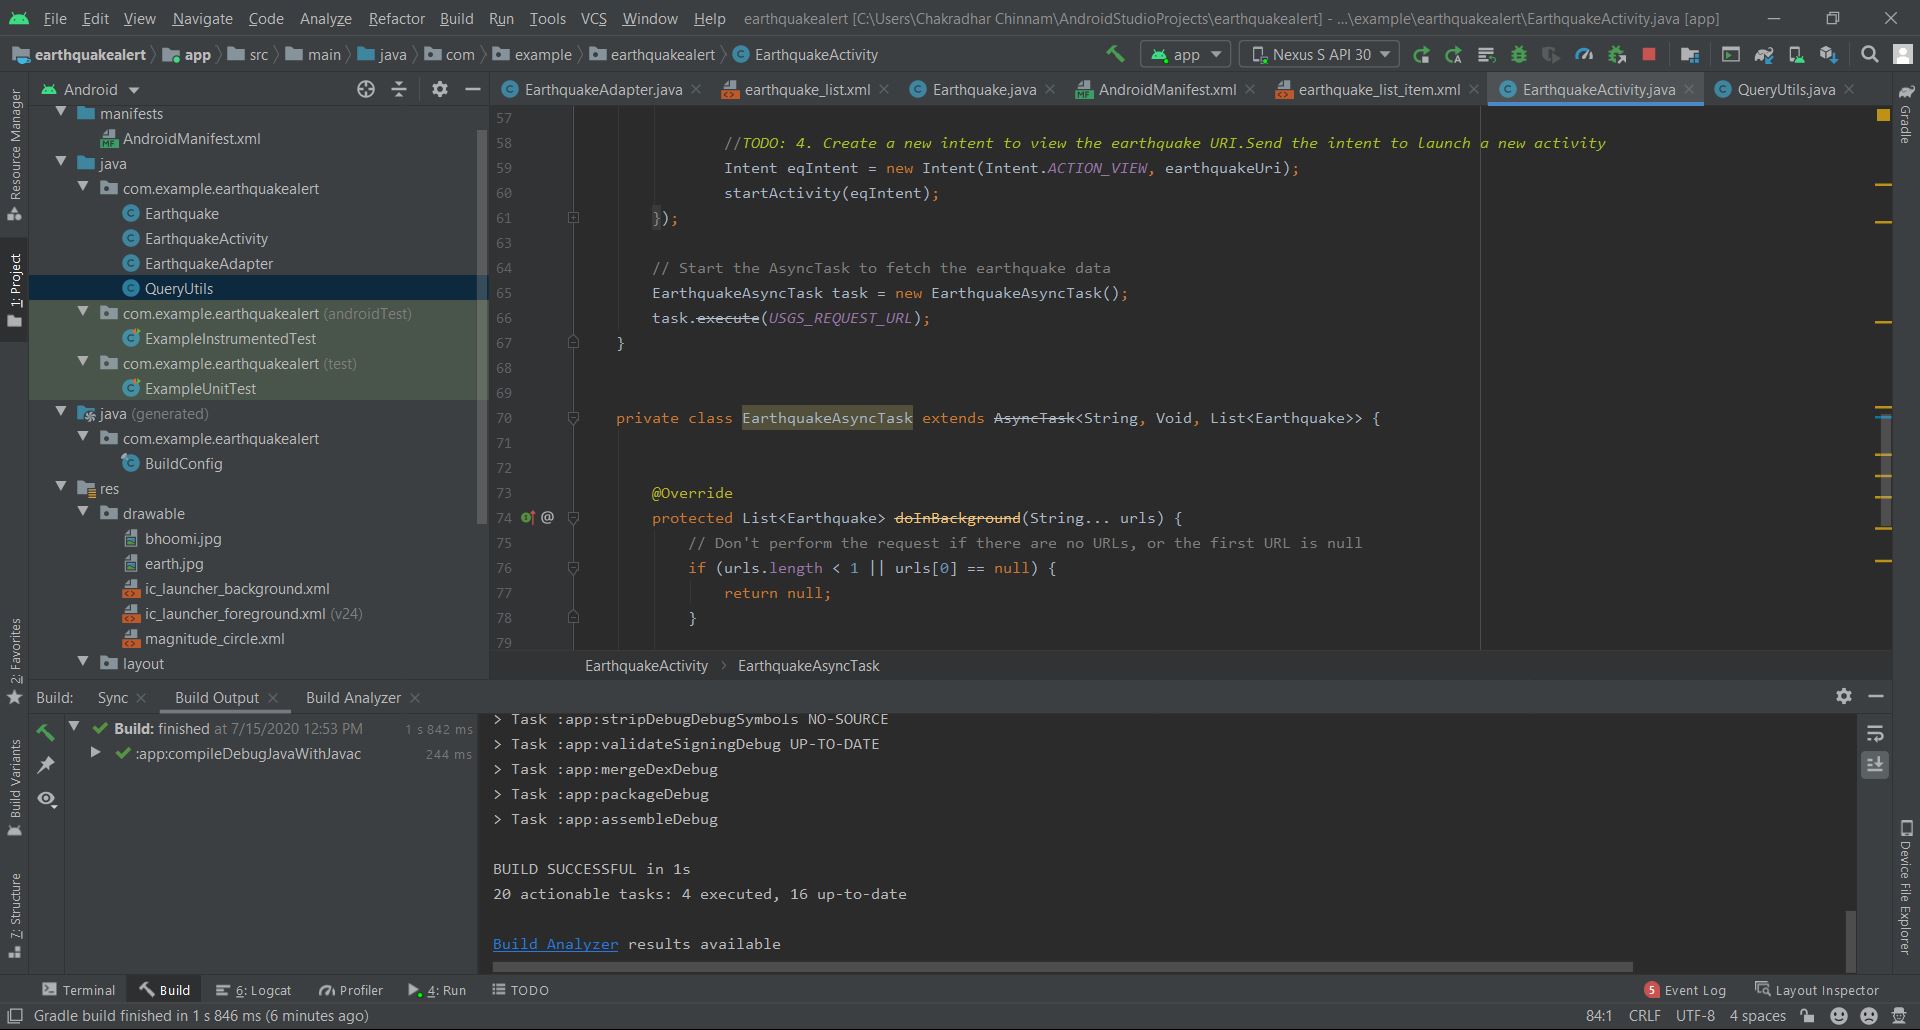 File Edit View Navigate Code Analyze Refactor Build Run Tools VCS Window Help earthquakealert [C:\Users\Chakradhar Chinnam\AndroidStudioProjects\earthquakealert] - ...\example\earthquakealert\EarthquakeActivity.java [app]
earthquakealert app src main java com example earthquakealert EarthquakeActivity app Nexus S API 30
Android
EarthquakeAdapter.java earthquake_list.xml Earthquake.java AndroidManifest.xml earthquake_list_item.xml EarthquakeActivity.java QueryUtils.java
Resource Manager
1: Project
2: Favorites
Build Variants
7: Structure
manifests
AndroidManifest.xml
java
com.example.earthquakealert
Earthquake
EarthquakeActivity
EarthquakeAdapter
QueryUtils
com.example.earthquakealert (androidTest)
ExampleInstrumentedTest
com.example.earthquakealert (test)
ExampleUnitTest
java (generated)
com.example.earthquakealert
BuildConfig
res
drawable
bhoomi.jpg
earth.jpg
ic_launcher_background.xml
ic_launcher_foreground.xml (v24)
magnitude_circle.xml
layout
57
58 //TODO: 4. Create a new intent to view the earthquake URI.Send the intent to launch a new activity
59 Intent eqIntent = new Intent(Intent.ACTION_VIEW, earthquakeUri);
60 startActivity(eqIntent);
61 });
63
64 // Start the AsyncTask to fetch the earthquake data
65 EarthquakeAsyncTask task = new EarthquakeAsyncTask();
66 task.execute(USGS_REQUEST_URL);
67 }
68
69
70 private class EarthquakeAsyncTask extends AsyncTask<String, Void, List<Earthquake>> {
71
72
73 @Override
74 @ protected List<Earthquake> doInBackground(String... urls) {
75 // Don't perform the request if there are no URLs, or the first URL is null
76 if (urls.length < 1 || urls[0] == null) {
77 return null;
78 }
79
EarthquakeActivity › EarthquakeAsyncTask
Gradle
Device File Explorer
Build: Sync Build Output Build Analyzer
Build: finished at 7/15/2020 12:53 PM 1 s 842 ms
:app:compileDebugJavaWithJavac 244 ms
> Task :app:stripDebugDebugSymbols NO-SOURCE
> Task :app:validateSigningDebug UP-TO-DATE
> Task :app:mergeDexDebug
> Task :app:packageDebug
> Task :app:assembleDebug
BUILD SUCCESSFUL in 1s
20 actionable tasks: 4 executed, 16 up-to-date
Build Analyzer results available
Terminal Build 6: Logcat Profiler 4: Run TODO 5 Event Log Layout Inspector
Gradle build finished in 1 s 846 ms (6 minutes ago) 84:1 CRLF UTF-8 4 spaces